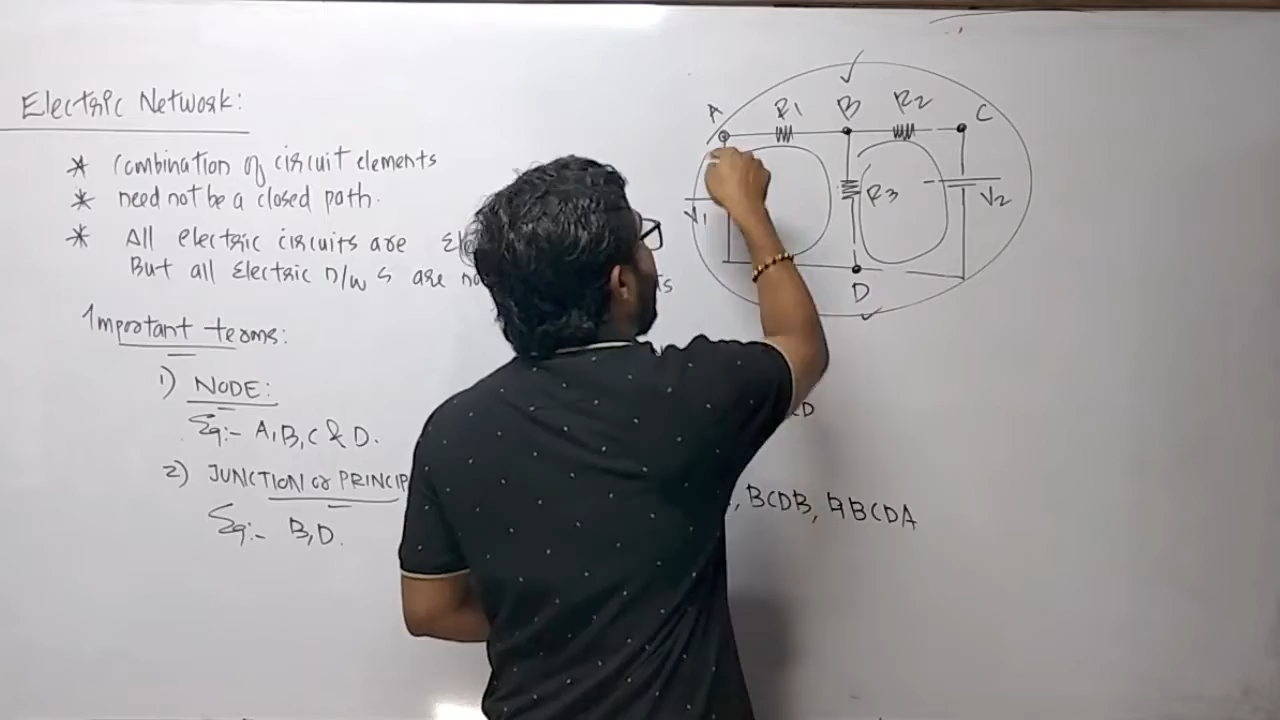 Electric Network:
* Combination of circuit elements
* need not be a closed path.
* All electric circuits are
But all Electric n/w s are
Important terms:
1) NODE:
Eg:- A, B, C & D.
2) JUNCTION or
Eg:- B, D.
A R1 B R2 C
V1 R3 V2
D
, BCDB, ABCDA